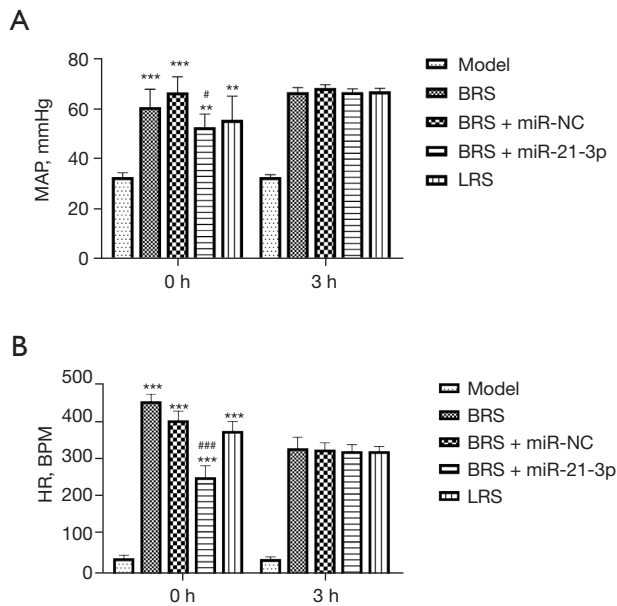 A
MAP, mmHg
80
60
40
20
0
***
***
#
**
**
0 h
3 h
Model
BRS
BRS + miR-NC
BRS + miR-21-3p
LRS
B
HR, BPM
500
400
300
200
100
0
***
***
###
***
***
0 h
3 h
Model
BRS
BRS + miR-NC
BRS + miR-21-3p
LRS